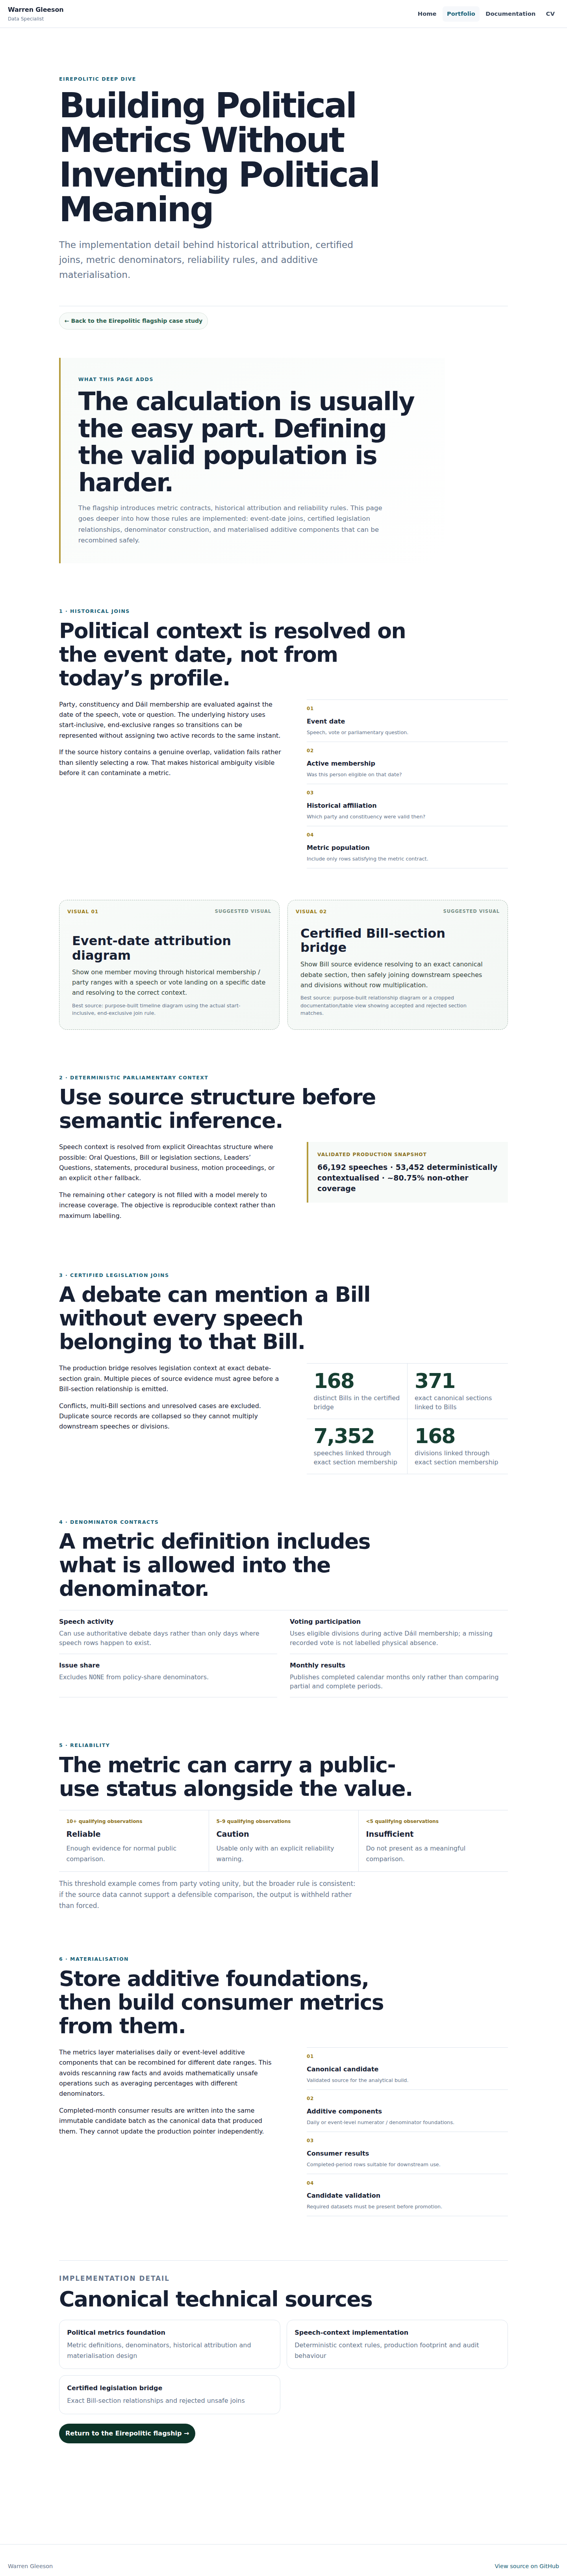 Warren Gleeson
Data Specialist
Home
Portfolio
Documentation
CV
EIREPOLITIC DEEP DIVE
Building Political
Metrics Without
Inventing Political
Meaning
The implementation detail behind historical attribution, certified
joins, metric denominators, reliability rules, and additive
materialisation.
← Back to the Eirepolitic flagship case study
WHAT THIS PAGE ADDS
The calculation is usually
the easy part. Defining
the valid population is
harder.
The flagship introduces metric contracts, historical attribution and reliability rules. This page
goes deeper into how those rules are implemented: event-date joins, certified legislation
relationships, denominator construction, and materialised additive components that can be
recombined safely.
1 · HISTORICAL JOINS
Political context is resolved on
the event date, not from
today’s profile.
Party, constituency and Dáil membership are evaluated against the
date of the speech, vote or question. The underlying history uses
start-inclusive, end-exclusive ranges so transitions can be
represented without assigning two active records to the same instant.
If the source history contains a genuine overlap, validation fails rather
than silently selecting a row. That makes historical ambiguity visible
before it can contaminate a metric.
01
Event date
Speech, vote or parliamentary question.
02
Active membership
Was this person eligible on that date?
03
Historical affiliation
Which party and constituency were valid then?
04
Metric population
Include only rows satisfying the metric contract.
VISUAL 01
SUGGESTED VISUAL
Event-date attribution
diagram
Show one member moving through historical membership /
party ranges with a speech or vote landing on a specific date
and resolving to the correct context.
Best source: purpose-built timeline diagram using the actual start-
inclusive, end-exclusive join rule.
VISUAL 02
SUGGESTED VISUAL
Certified Bill-section
bridge
Show Bill source evidence resolving to an exact canonical
debate section, then safely joining downstream speeches
and divisions without row multiplication.
Best source: purpose-built relationship diagram or a cropped
documentation/table view showing accepted and rejected section
matches.
2 · DETERMINISTIC PARLIAMENTARY CONTEXT
Use source structure before
semantic inference.
Speech context is resolved from explicit Oireachtas structure where
possible: Oral Questions, Bill or legislation sections, Leaders’
Questions, statements, procedural business, motion proceedings, or
an explicit other fallback.
The remaining other category is not filled with a model merely to
increase coverage. The objective is reproducible context rather than
maximum labelling.
VALIDATED PRODUCTION SNAPSHOT
66,192 speeches · 53,452 deterministically
contextualised · ~80.75% non-other
coverage
3 · CERTIFIED LEGISLATION JOINS
A debate can mention a Bill
without every speech
belonging to that Bill.
The production bridge resolves legislation context at exact debate-
section grain. Multiple pieces of source evidence must agree before a
Bill-section relationship is emitted.
Conflicts, multi-Bill sections and unresolved cases are excluded.
Duplicate source records are collapsed so they cannot multiply
downstream speeches or divisions.
168
distinct Bills in the certified
bridge
371
exact canonical sections
linked to Bills
7,352
speeches linked through
exact section membership
168
divisions linked through
exact section membership
4 · DENOMINATOR CONTRACTS
A metric definition includes
what is allowed into the
denominator.
Speech activity
Can use authoritative debate days rather than only days where
speech rows happen to exist.
Voting participation
Uses eligible divisions during active Dáil membership; a missing
recorded vote is not labelled physical absence.
Issue share
Excludes NONE from policy-share denominators.
Monthly results
Publishes completed calendar months only rather than comparing
partial and complete periods.
5 · RELIABILITY
The metric can carry a public-
use status alongside the value.
10+ qualifying observations
Reliable
Enough evidence for normal public
comparison.
5–9 qualifying observations
Caution
Usable only with an explicit reliability
warning.
<5 qualifying observations
Insufficient
Do not present as a meaningful
comparison.
This threshold example comes from party voting unity, but the broader rule is consistent:
if the source data cannot support a defensible comparison, the output is withheld rather
than forced.
6 · MATERIALISATION
Store additive foundations,
then build consumer metrics
from them.
The metrics layer materialises daily or event-level additive
components that can be recombined for different date ranges. This
avoids rescanning raw facts and avoids mathematically unsafe
operations such as averaging percentages with different
denominators.
Completed-month consumer results are written into the same
immutable candidate batch as the canonical data that produced
them. They cannot update the production pointer independently.
01
Canonical candidate
Validated source for the analytical build.
02
Additive components
Daily or event-level numerator / denominator foundations.
03
Consumer results
Completed-period rows suitable for downstream use.
04
Candidate validation
Required datasets must be present before promotion.
IMPLEMENTATION DETAIL
Canonical technical sources
Political metrics foundation
Metric definitions, denominators, historical attribution and
materialisation design
Speech-context implementation
Deterministic context rules, production footprint and audit
behaviour
Certified legislation bridge
Exact Bill-section relationships and rejected unsafe joins
Return to the Eirepolitic flagship →
Warren Gleeson
View source on GitHub